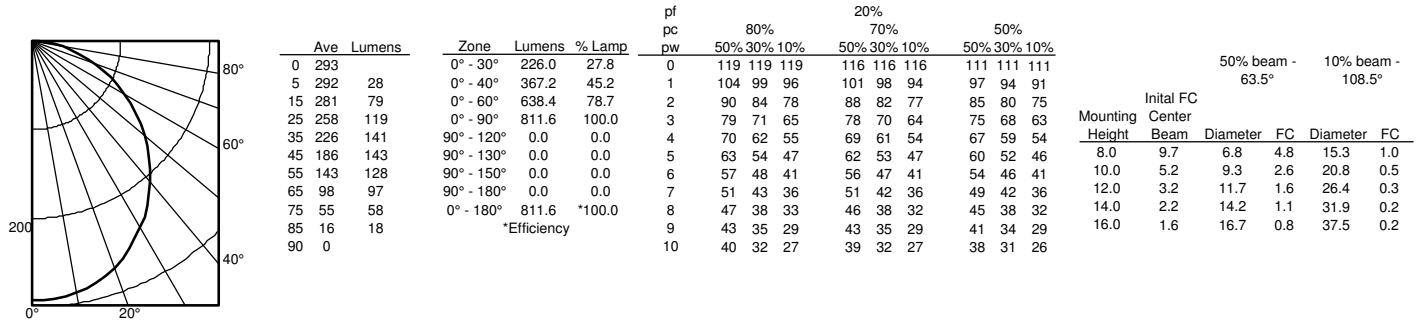 80°
60°
200
40°
0° 20°
Ave Lumens
0 293
5 292 28
15 281 79
25 258 119
35 226 141
45 186 143
55 143 128
65 98 97
75 55 58
85 16 18
90 0
Zone Lumens % Lamp
0° - 30° 226.0 27.8
0° - 40° 367.2 45.2
0° - 60° 638.4 78.7
0° - 90° 811.6 100.0
90° - 120° 0.0 0.0
90° - 130° 0.0 0.0
90° - 150° 0.0 0.0
90° - 180° 0.0 0.0
0° - 180° 811.6 *100.0
*Efficiency
pf 20%
pc 80% 70% 50%
pw 50% 30% 10% 50% 30% 10% 50% 30% 10%
0 119 119 119 116 116 116 111 111 111
1 104 99 96 101 98 94 97 94 91
2 90 84 78 88 82 77 85 80 75
3 79 71 65 78 70 64 75 68 63
4 70 62 55 69 61 54 67 59 54
5 63 54 47 62 53 47 60 52 46
6 57 48 41 56 47 41 54 46 41
7 51 43 36 51 42 36 49 42 36
8 47 38 33 46 38 32 45 38 32
9 43 35 29 43 35 29 41 34 29
10 40 32 27 39 32 27 38 31 26
50% beam - 10% beam -
63.5° 108.5°
Inital FC
Mounting Center
Height Beam Diameter FC Diameter FC
8.0 9.7 6.8 4.8 15.3 1.0
10.0 5.2 9.3 2.6 20.8 0.5
12.0 3.2 11.7 1.6 26.4 0.3
14.0 2.2 14.2 1.1 31.9 0.2
16.0 1.6 16.7 0.8 37.5 0.2